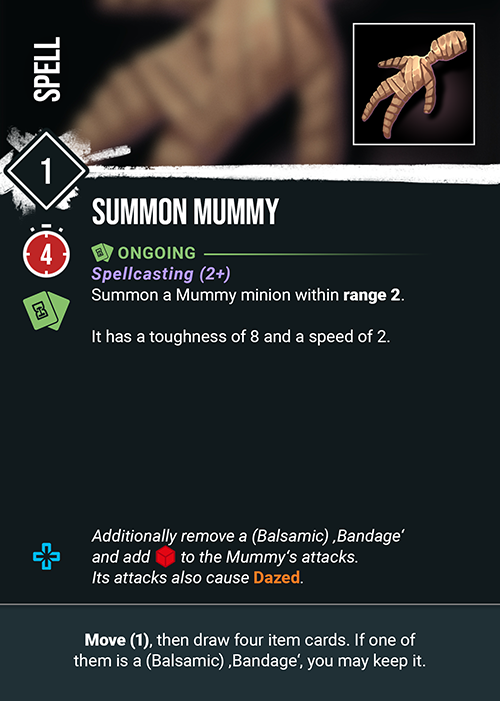 SPELL
1
SUMMON MUMMY
4
ONGOING
Spellcasting (2+)
Summon a Mummy minion within range 2.
It has a toughness of 8 and a speed of 2.
Additionally remove a (Balsamic) ‚Bandage‘
and add to the Mummy‘s attacks.
Its attacks also cause Dazed.
Move (1), then draw four item cards. If one of
them is a (Balsamic) ‚Bandage‘, you may keep it.